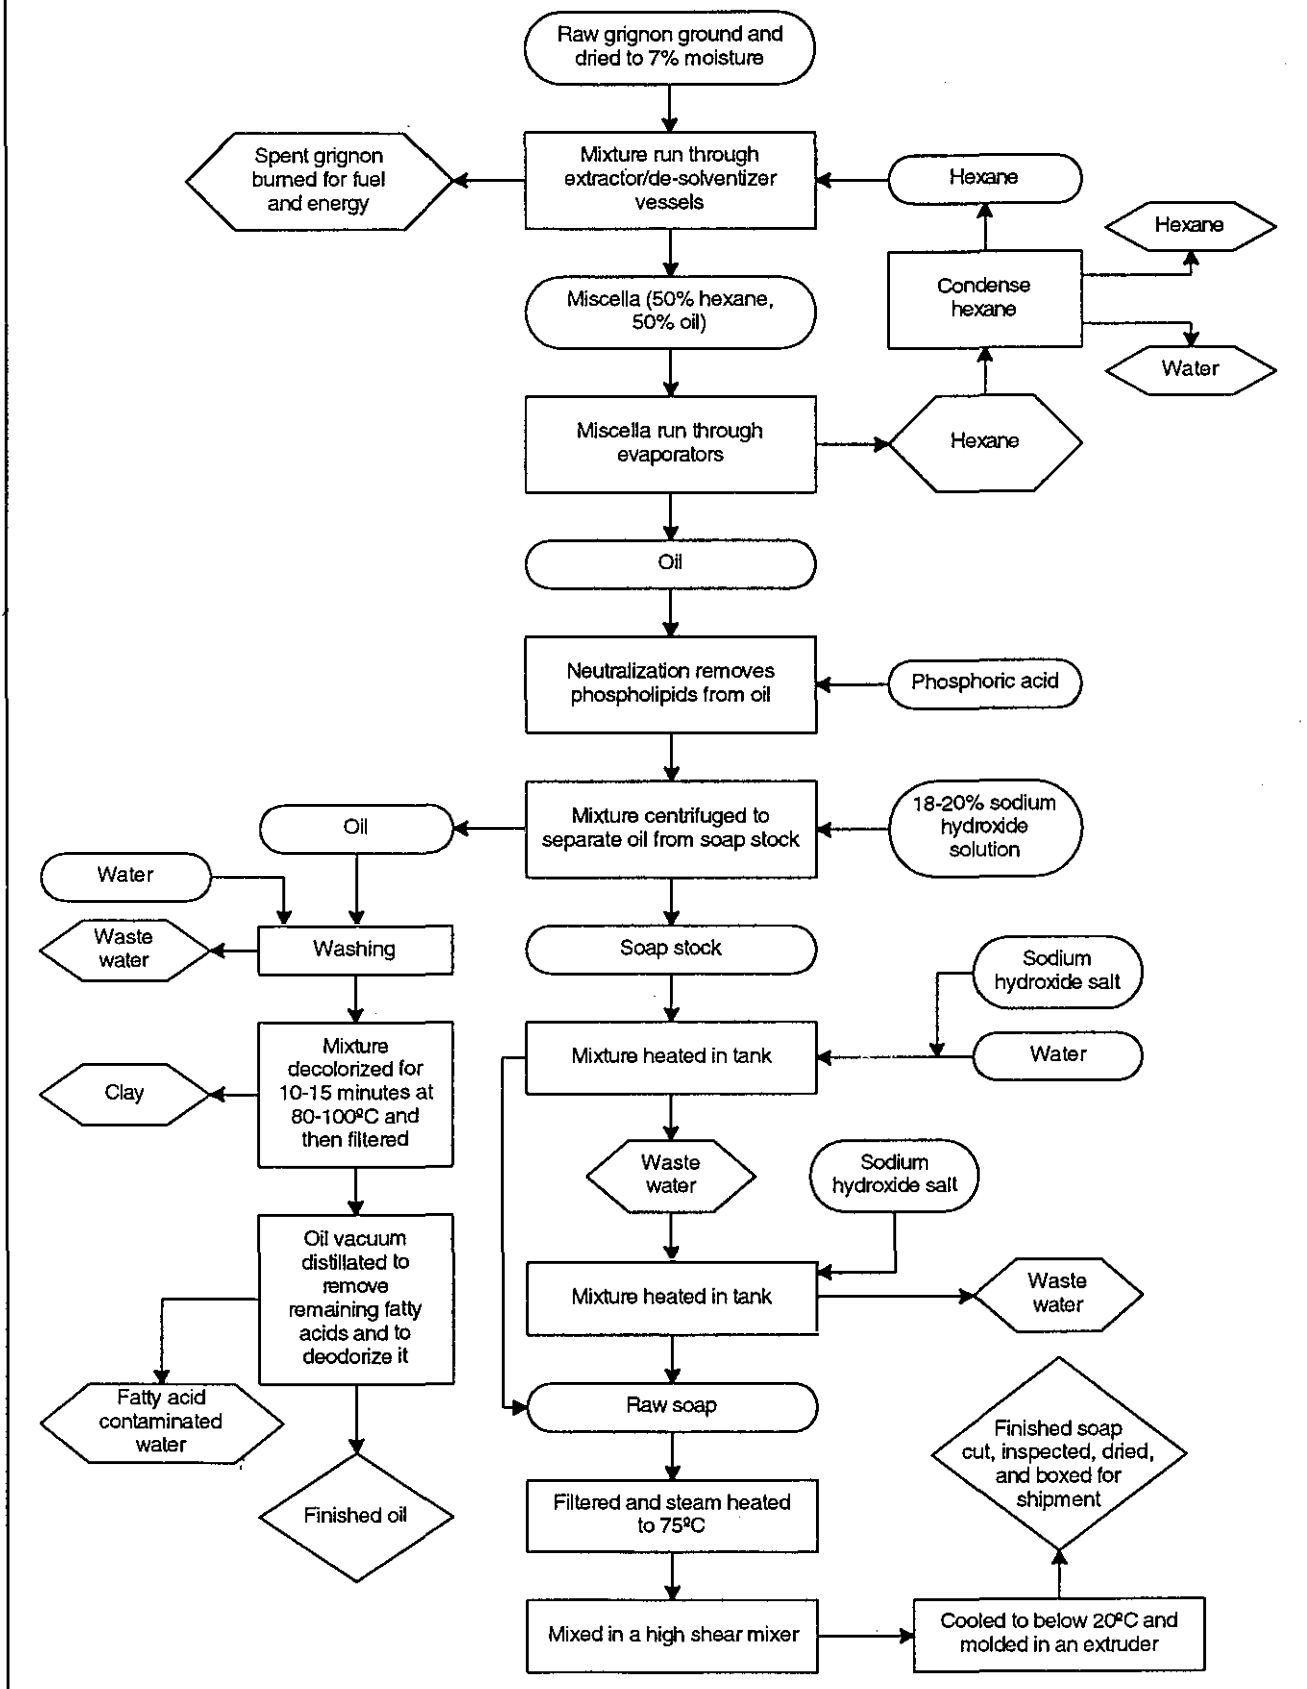 Raw grignon ground and
dried to 7% moisture
Spent grignon
burned for fuel
and energy
Mixture run through
extractor/de-solventizer
vessels
Hexane
Hexane
Condense
hexane
Water
Miscella (50% hexane,
50% oil)
Miscella run through
evaporators
Hexane
Oil
Neutralization removes
phospholipids from oil
Phosphoric acid
Mixture centrifuged to
separate oil from soap stock
18-20% sodium
hydroxide
solution
Oil
Water
Washing
Waste
water
Soap stock
Sodium
hydroxide salt
Water
Mixture heated in tank
Mixture
decolorized for
10-15 minutes at
80-100ºC and
then filtered
Clay
Waste
water
Sodium
hydroxide salt
Oil vacuum
distillated to
remove
remaining fatty
acids and to
deodorize it
Mixture heated in tank
Waste
water
Fatty acid
contaminated
water
Raw soap
Finished oil
Filtered and steam heated
to 75ºC
Finished soap
cut, inspected, dried,
and boxed for
shipment
Mixed in a high shear mixer
Cooled to below 20ºC and
molded in an extruder